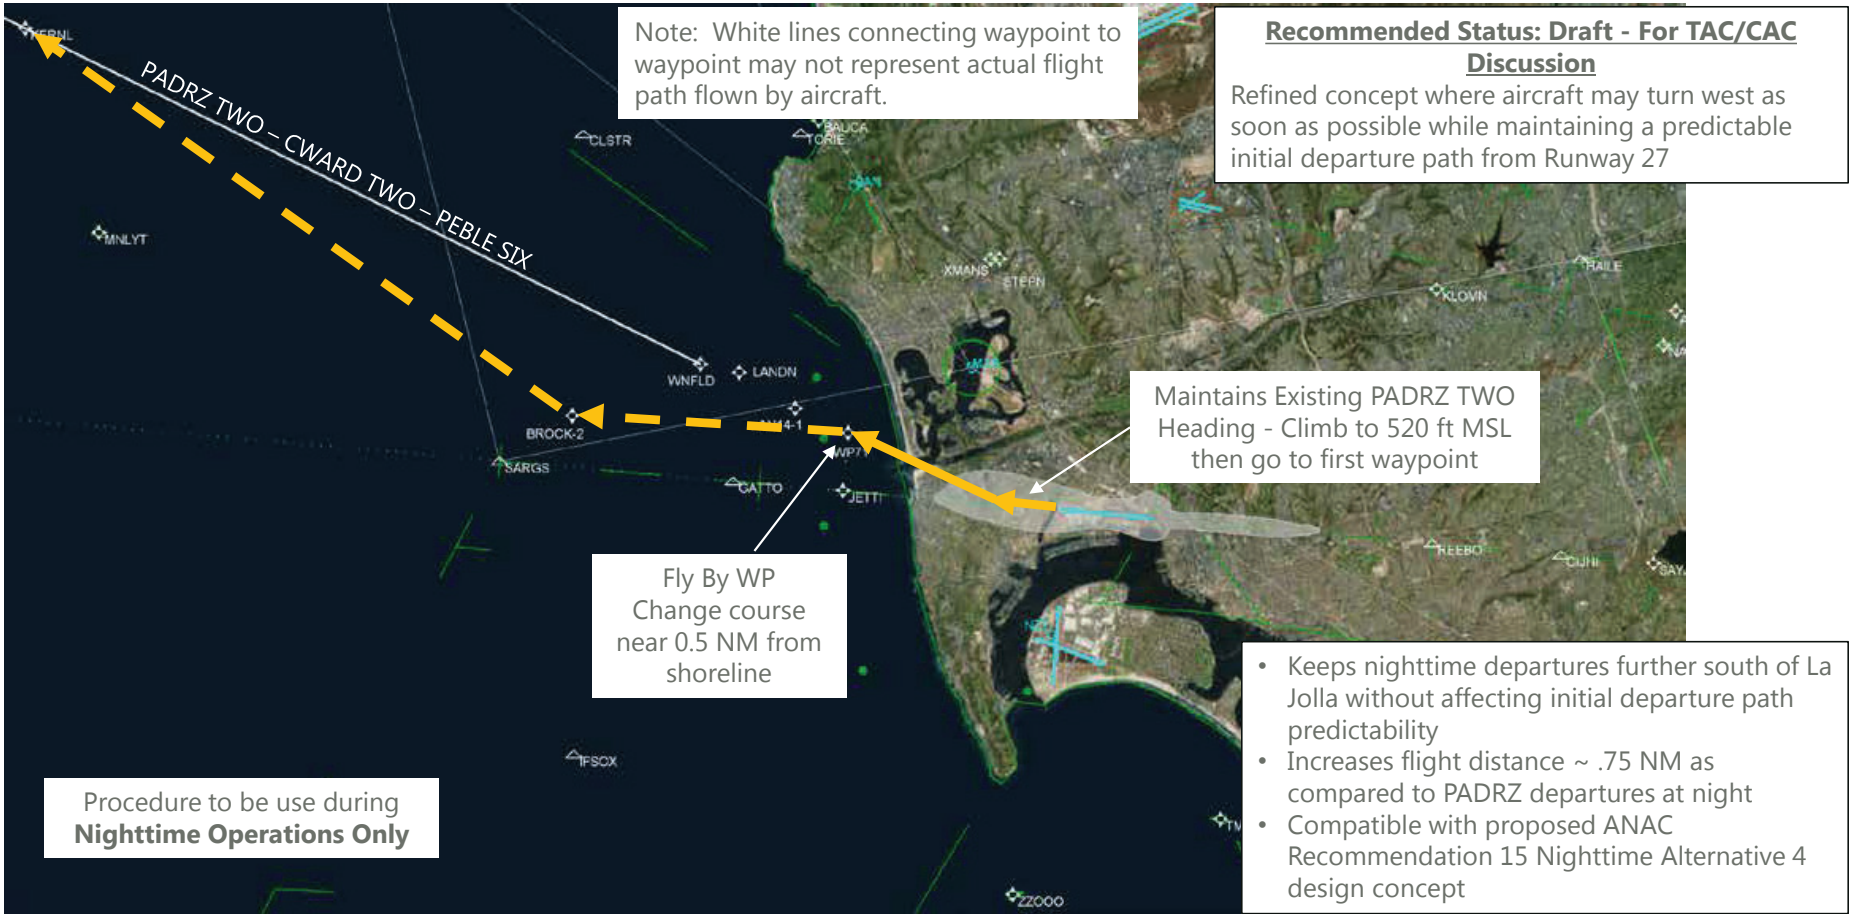 KERNL
PADRZ TWO – CWARD TWO – PEBLE SIX
Note: White lines connecting waypoint to
waypoint may not represent actual flight
path flown by aircraft.
Recommended Status: Draft - For TAC/CAC
Discussion
Refined concept where aircraft may turn west as
soon as possible while maintaining a predictable
initial departure path from Runway 27
CLSTR
BAUCA
TORIE
MNLYT
XMANS
STEPN
HAILE
KLOVN
WNFLD
LANDN
BROCK-2
SARGS
GATTO
JETTI
Maintains Existing PADRZ TWO
Heading - Climb to 520 ft MSL
then go to first waypoint
REEBO
CIJHI
Fly By WP
Change course
near 0.5 NM from
shoreline
IFSOX
Procedure to be use during
Nighttime Operations Only
ZZOOO
• Keeps nighttime departures further south of La
Jolla without affecting initial departure path
predictability
• Increases flight distance ~ .75 NM as
compared to PADRZ departures at night
• Compatible with proposed ANAC
Recommendation 15 Nighttime Alternative 4
design concept